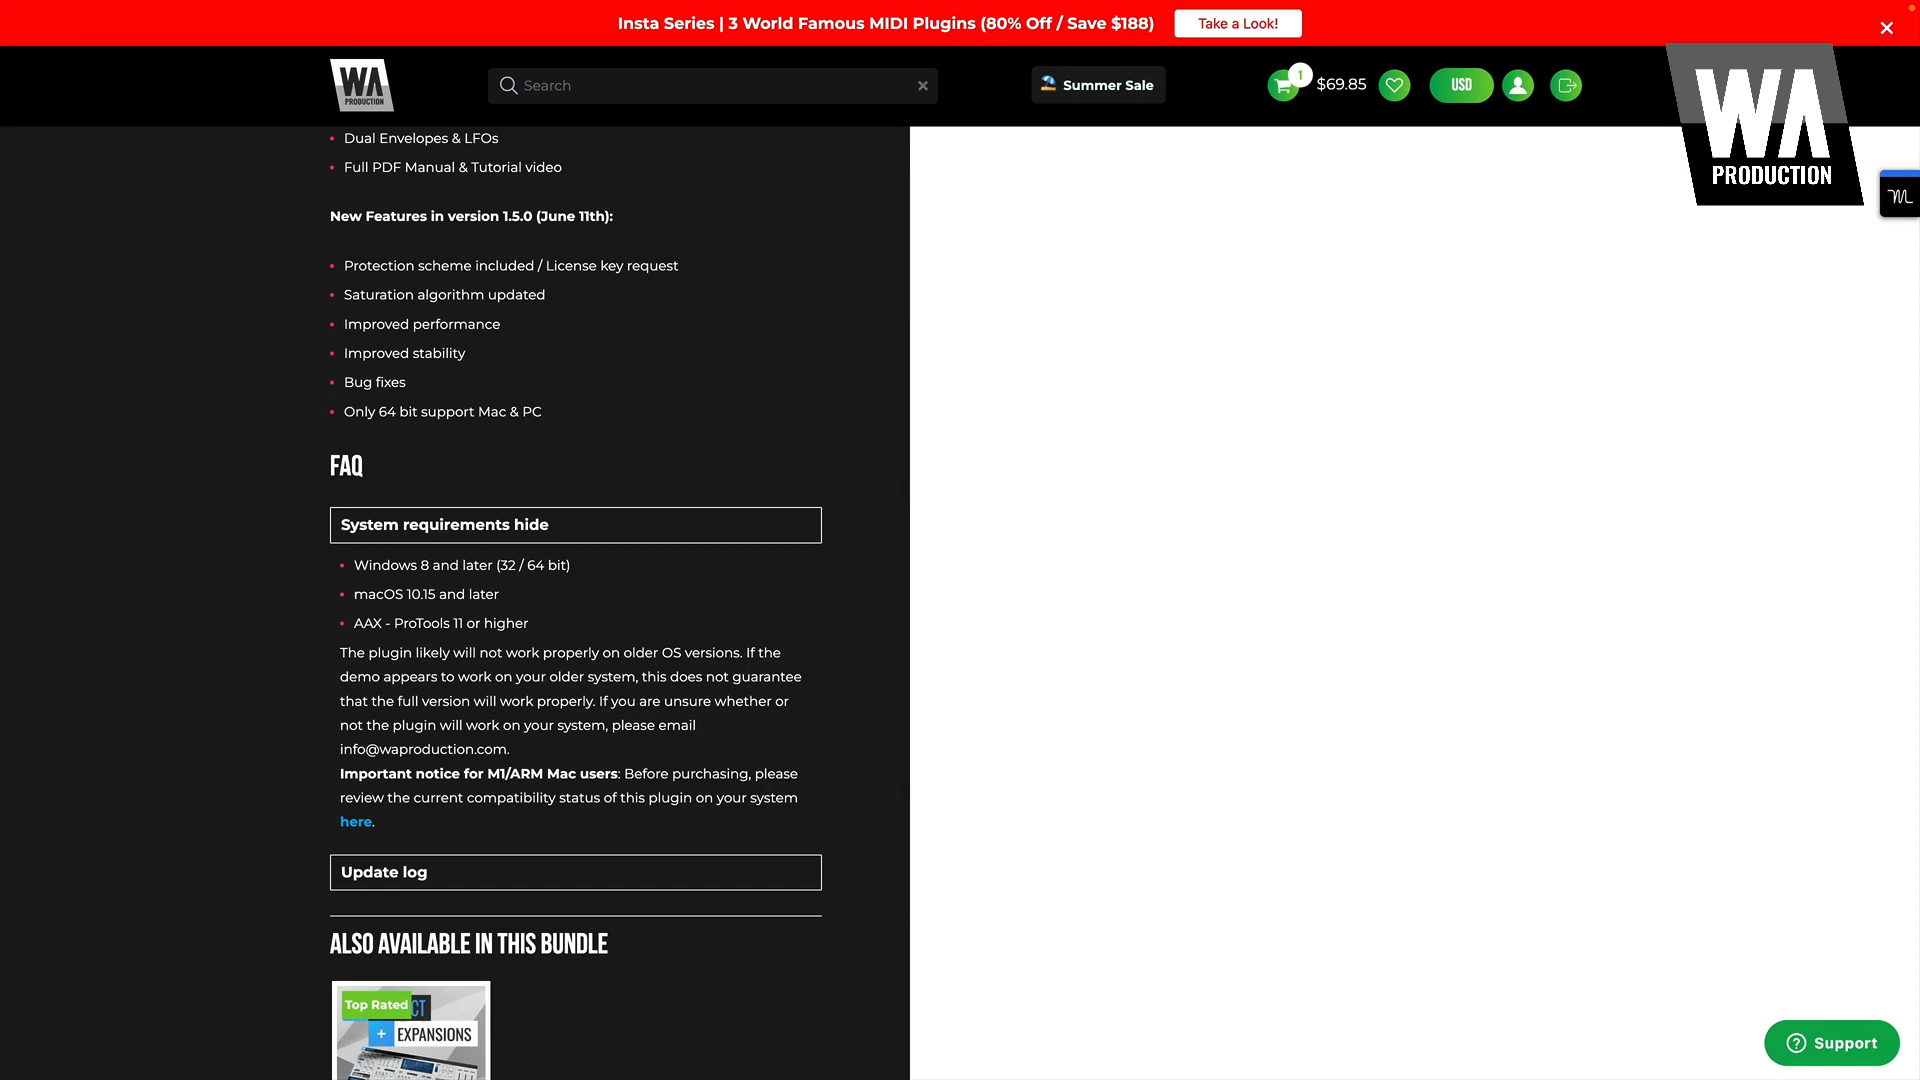 Insta Series | 3 World Famous MIDI Plugins (80% Off / Save $188)
Take a Look!
WA
PRODUCTION
Search
Summer Sale
1
$69.85
USD
WA
PRODUCTION
Dual Envelopes & LFOs
Full PDF Manual & Tutorial video
New Features in version 1.5.0 (June 11th):
Protection scheme included / License key request
Saturation algorithm updated
Improved performance
Improved stability
Bug fixes
Only 64 bit support Mac & PC
FAQ
System requirements hide
Windows 8 and later (32 / 64 bit)
macOS 10.15 and later
AAX - ProTools 11 or higher
The plugin likely will not work properly on older OS versions. If the
demo appears to work on your older system, this does not guarantee
that the full version will work properly. If you are unsure whether or
not the plugin will work on your system, please email
info@waproduction.com.
Important notice for M1/ARM Mac users: Before purchasing, please
review the current compatibility status of this plugin on your system
here.
Update log
ALSO AVAILABLE IN THIS BUNDLE
Top Rated
+ EXPANSIONS
Support